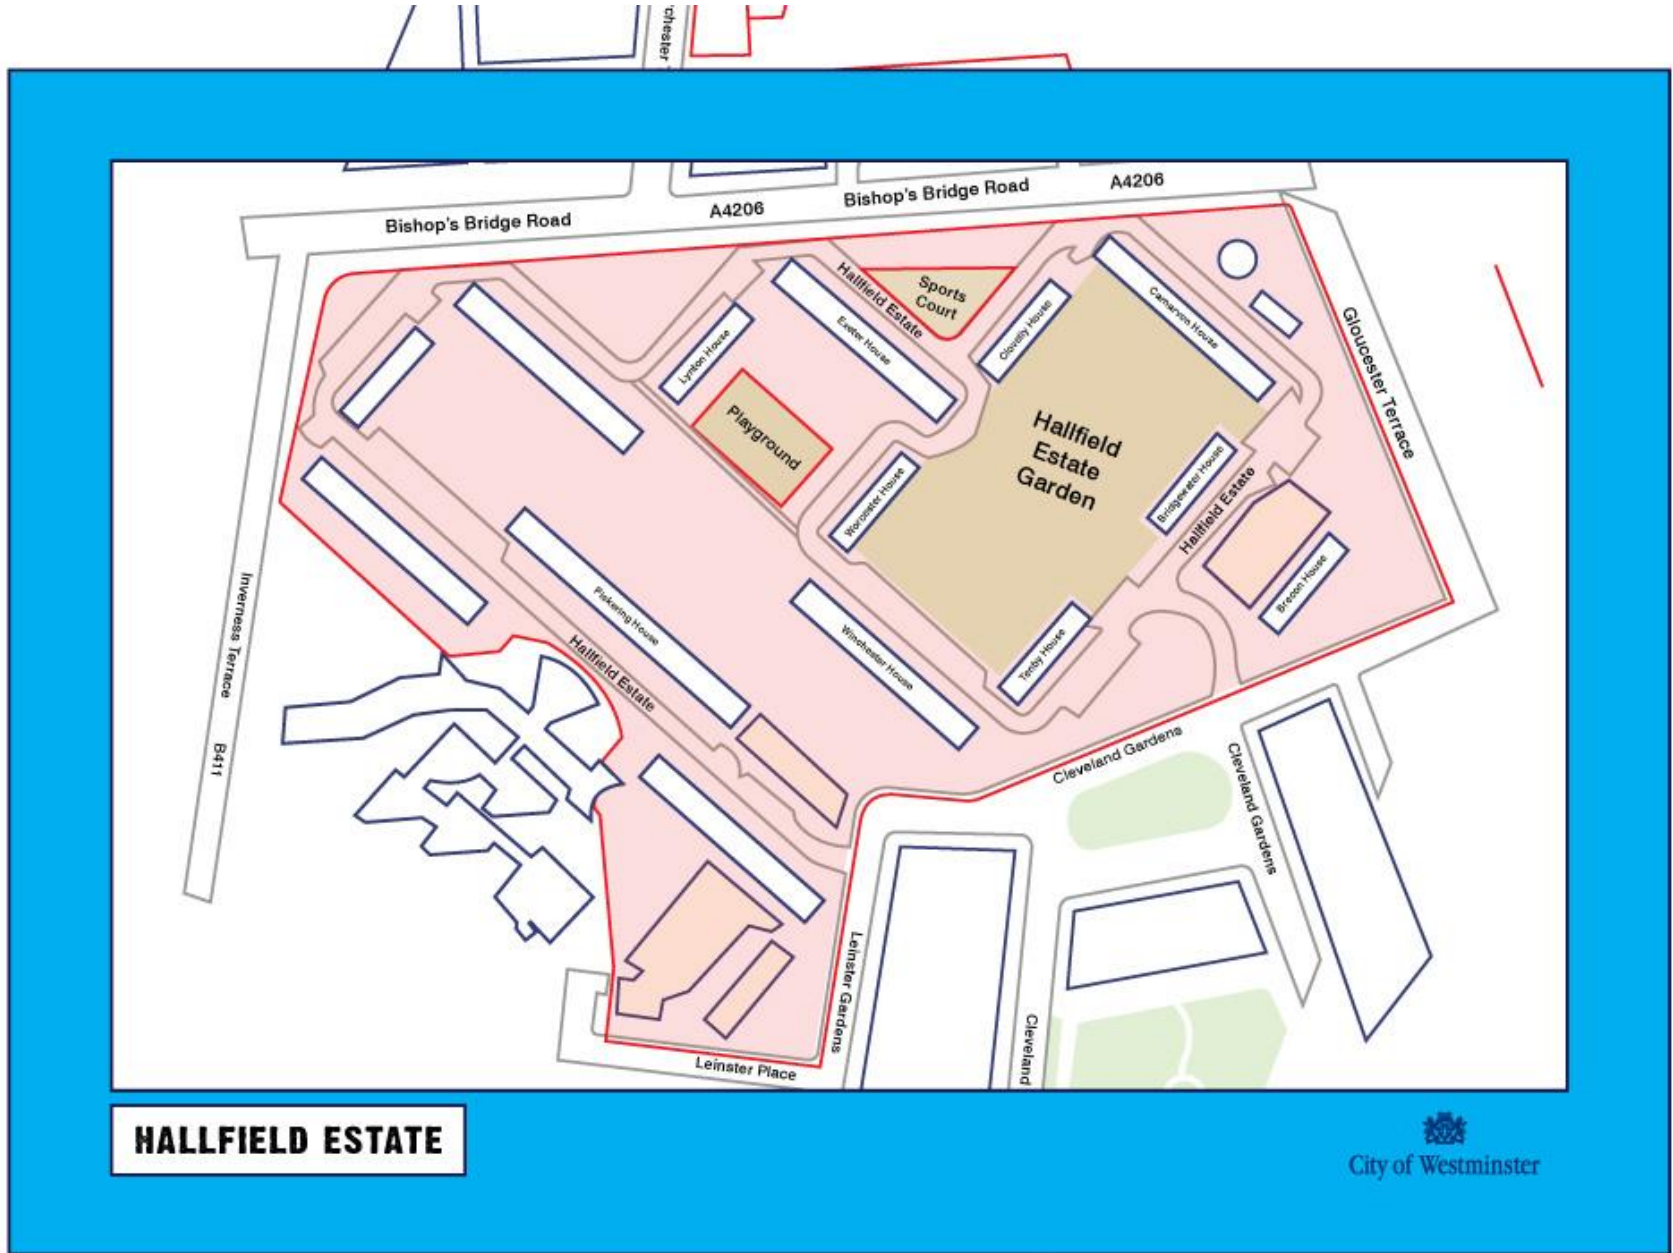 chester
Bishop's Bridge Road
A4206
Bishop's Bridge Road
A4206
Hallfield Estate
Sports
Court
Clovelly House
Carnarvon House
Lynton House
Exeter House
Gloucester Terrace
Playground
Hallfield
Estate
Garden
Worcester House
Bridgewater House
Hallfield Estate
Brecon House
Inverness Terrace
B411
Pickering House
Hallfield Estate
Winchester House
Tenby House
Cleveland Gardens
Cleveland Gardens
Leinster Gardens
Cleveland
Leinster Place
HALLFIELD ESTATE
City of Westminster